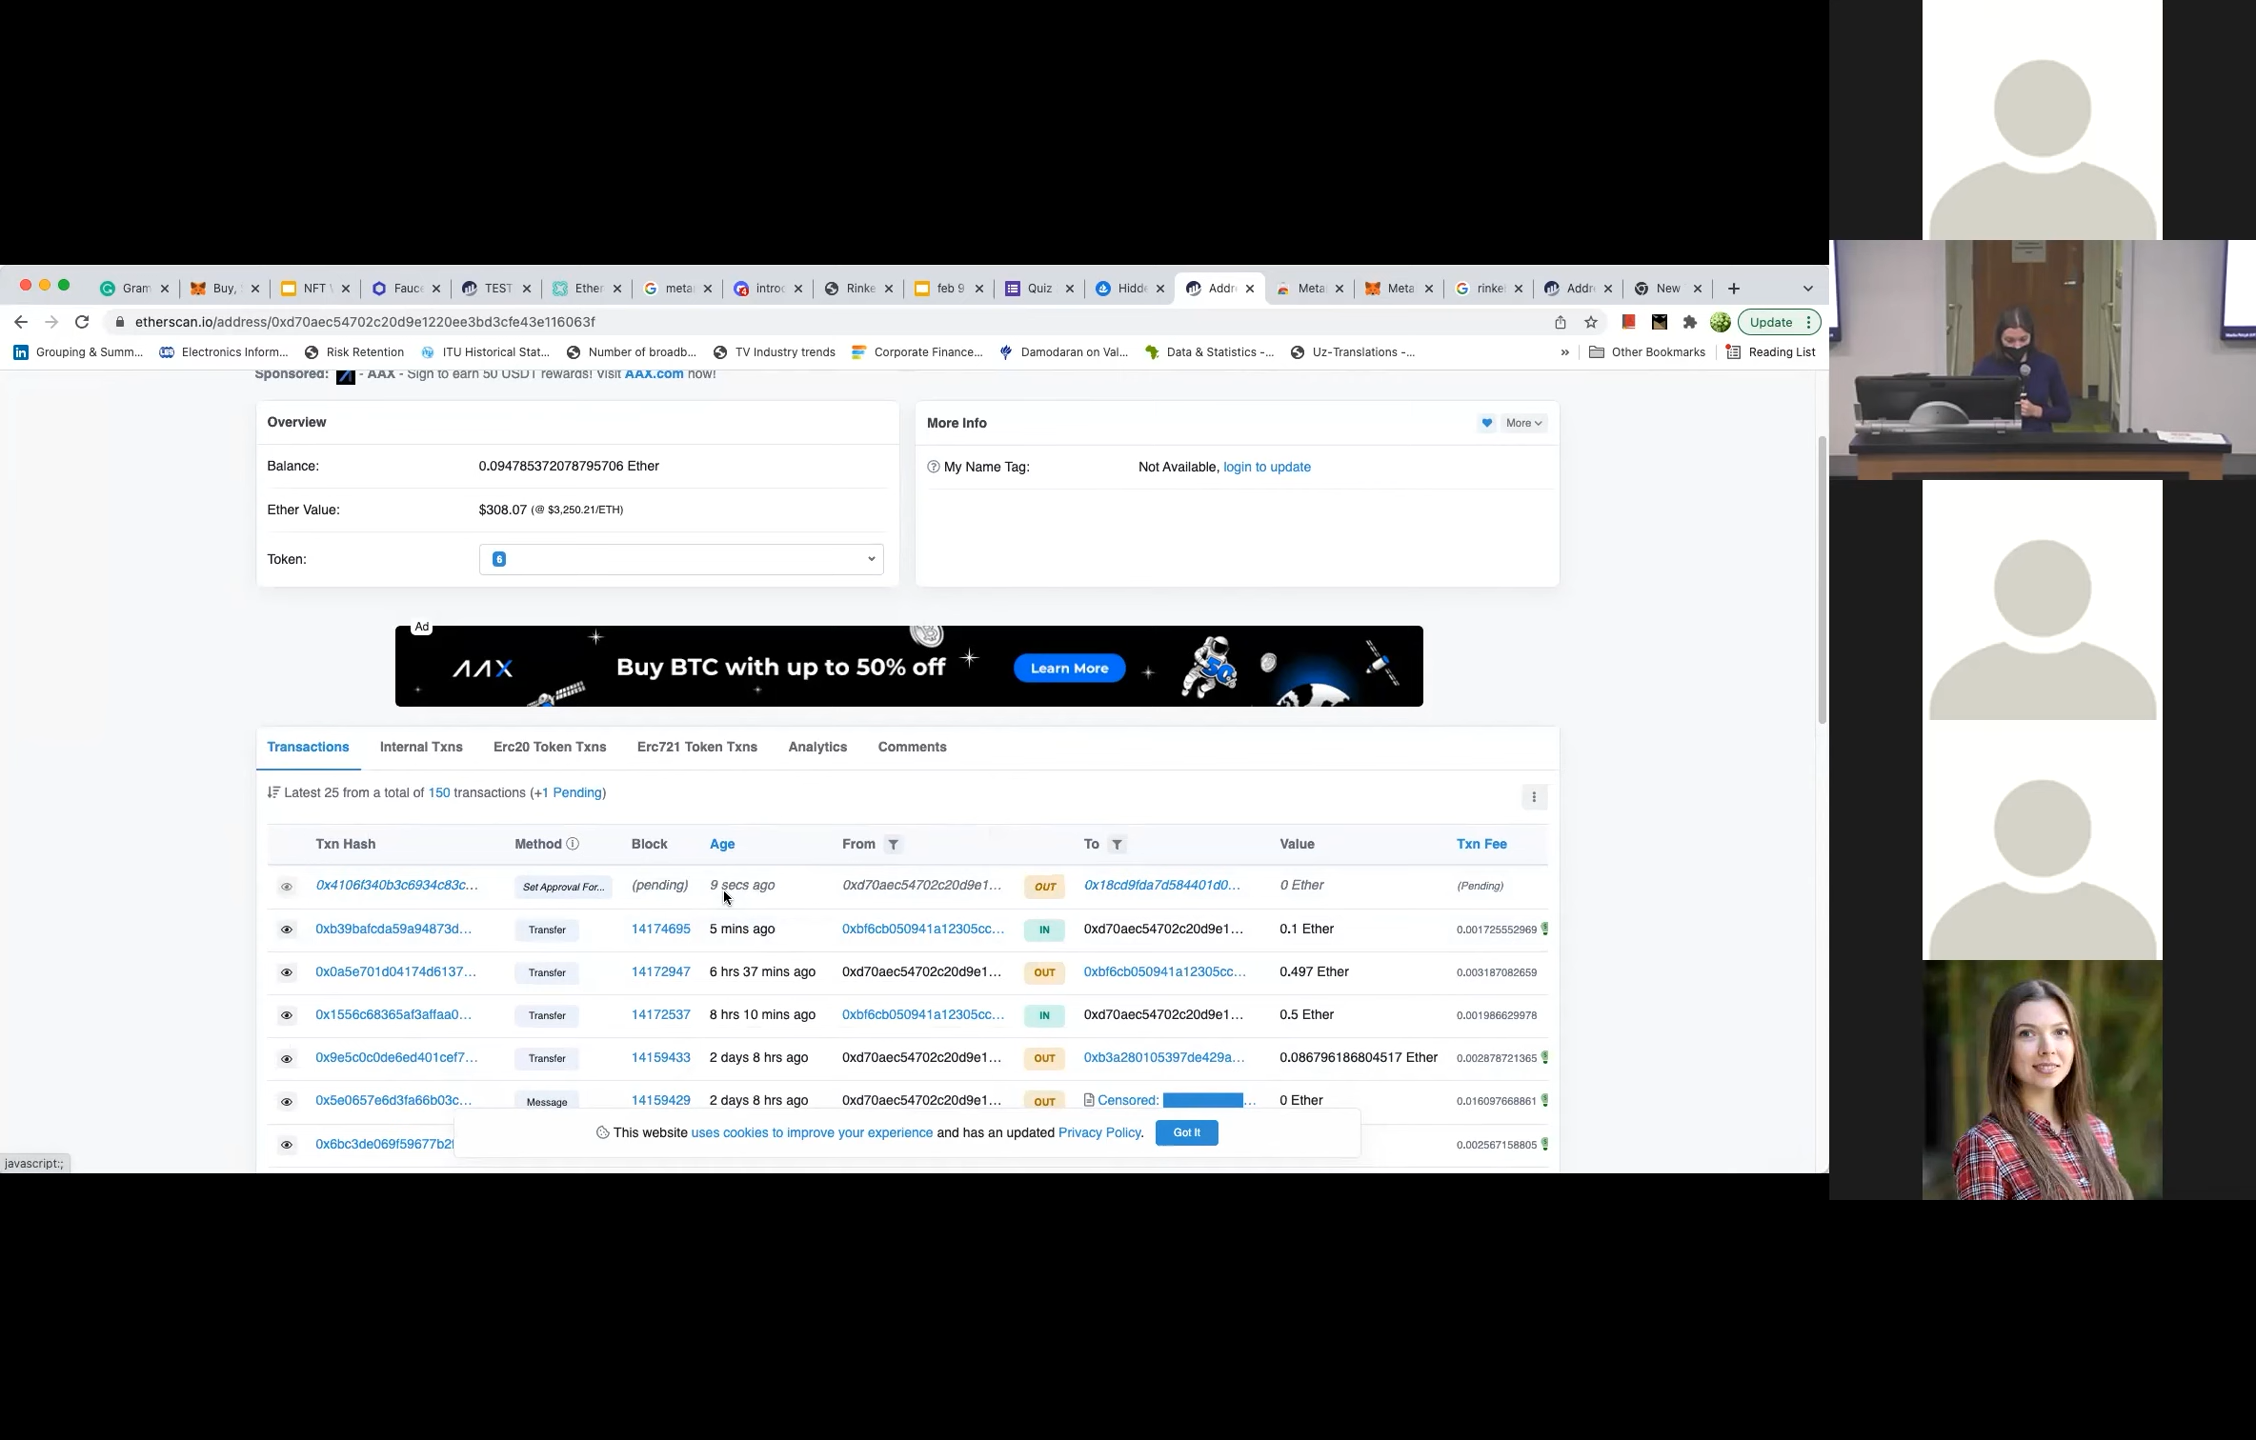 Gram
Buy,
NFT
Fauce
TEST
Ether
meta
introd
Rinke
feb 9
Quiz
Hidde
Addr
Metal
Meta
rinke
Addr
New
etherscan.io/address/0xd70aec54702c20d9e1220ee3bd3cfe43e116063f
Update
Grouping & Summ...
Electronics Inform...
Risk Retention
ITU Historical Stat...
Number of broadb...
TV Industry trends
Corporate Finance...
Damodaran on Val...
Data & Statistics -...
Uz-Translations -...
»
Other Bookmarks
Reading List
Sponsored: - AAX - Sign to earn 50 USDT rewards! Visit AAX.com now!
Overview
Balance: 0.094785372078795706 Ether
Ether Value: $308.07 (@ $3,250.21/ETH)
Token: 6
More Info
More
My Name Tag: Not Available, login to update
Ad
AAX Buy BTC with up to 50% off Learn More
50
Transactions Internal Txns Erc20 Token Txns Erc721 Token Txns Analytics Comments
Latest 25 from a total of 150 transactions (+1 Pending)
Txn Hash Method Block Age From To Value Txn Fee
0x4106f340b3c6934c83c... Set Approval For... (pending) 9 secs ago 0xd70aec54702c20d9e1... OUT 0x18cd9fda7d584401d0... 0 Ether (Pending)
0xb39bafcda59a94873d... Transfer 14174695 5 mins ago 0xbf6cb050941a12305cc... IN 0xd70aec54702c20d9e1... 0.1 Ether 0.001725552969
0x0a5e701d04174d6137... Transfer 14172947 6 hrs 37 mins ago 0xd70aec54702c20d9e1... OUT 0xbf6cb050941a12305cc... 0.497 Ether 0.003187082659
0x1556c68365af3affaa0... Transfer 14172537 8 hrs 10 mins ago 0xbf6cb050941a12305cc... IN 0xd70aec54702c20d9e1... 0.5 Ether 0.001986629978
0x9e5c0c0de6ed401cef7... Transfer 14159433 2 days 8 hrs ago 0xd70aec54702c20d9e1... OUT 0xb3a280105397de429a... 0.086796186804517 Ether 0.002878721365
0x5e0657e6d3fa66b03c... Message 14159429 2 days 8 hrs ago 0xd70aec54702c20d9e1... OUT Censored: ... 0 Ether 0.016097668861
0x6bc3de069f59677b2f 0.002567158805
This website uses cookies to improve your experience and has an updated Privacy Policy. Got It
javascript:;